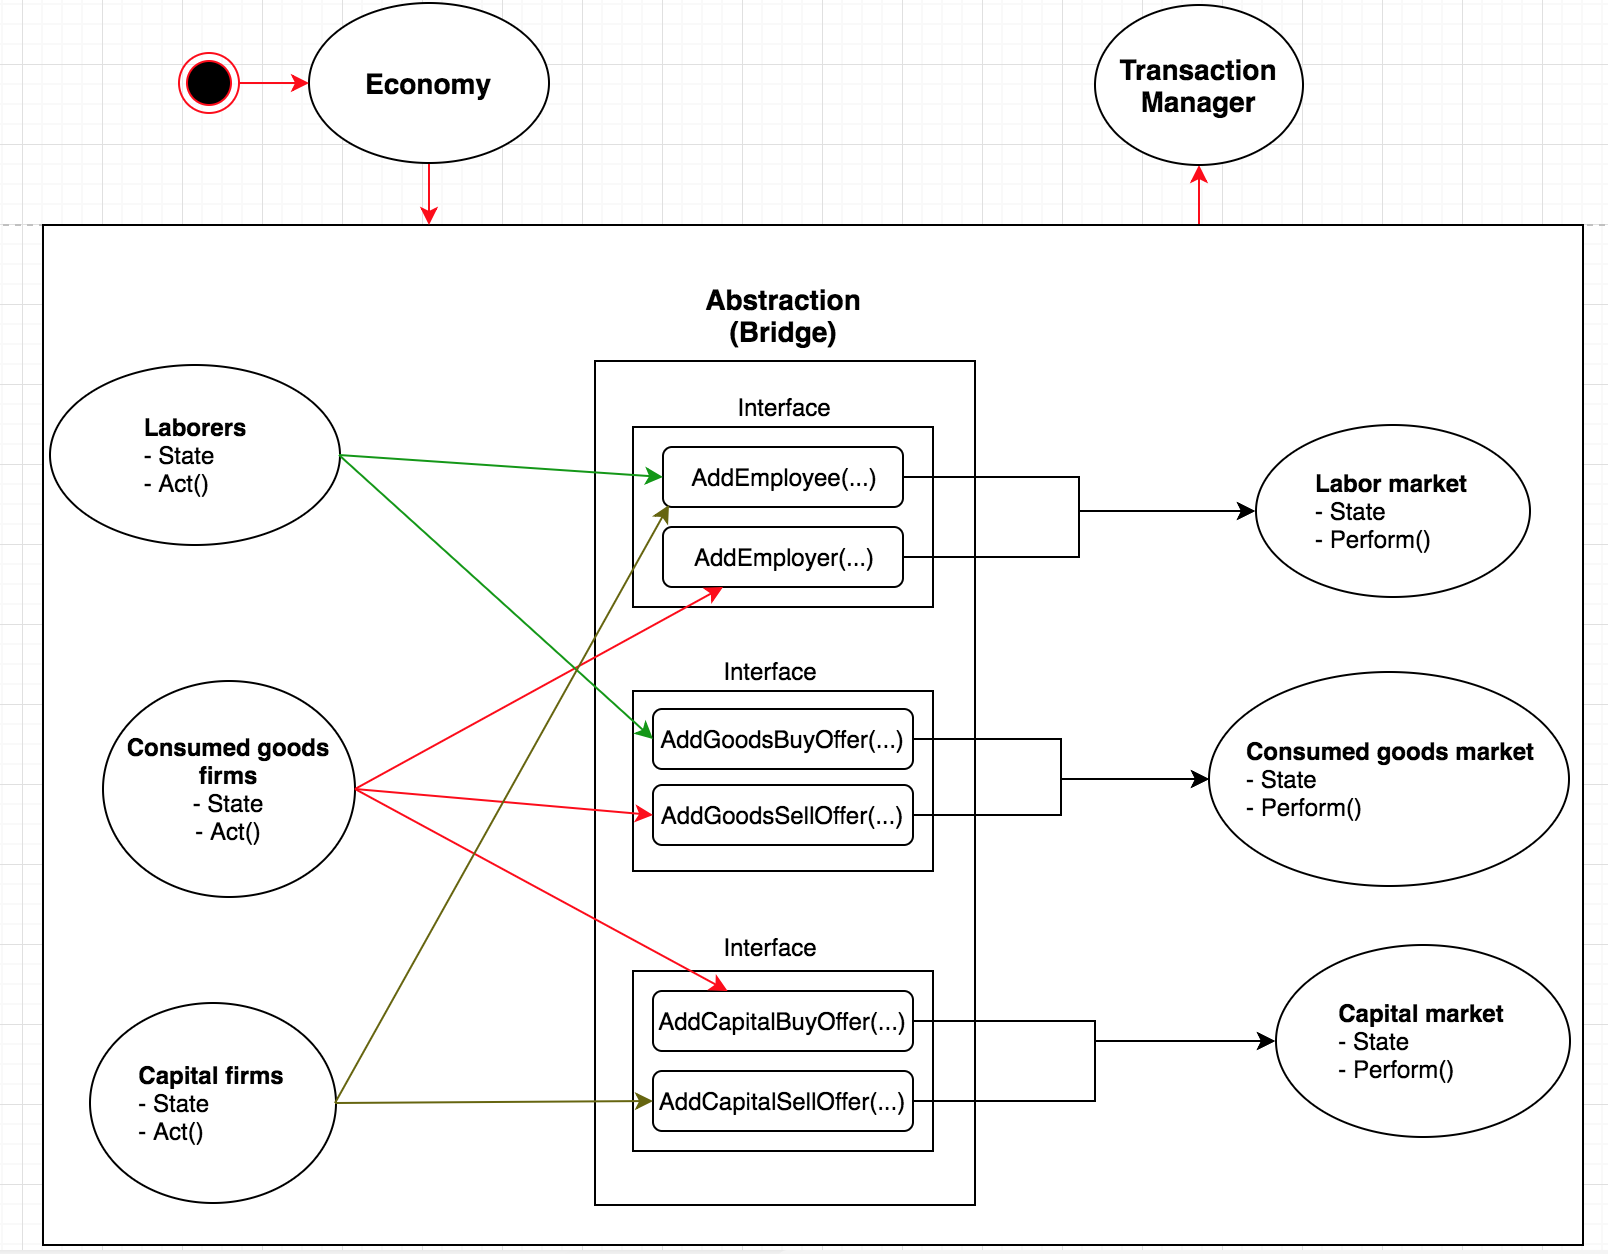 Economy
Transaction
Manager
Abstraction
(Bridge)
Laborers
- State
- Act()
Consumed goods
firms
- State
- Act()
Capital firms
- State
- Act()
Interface
AddEmployee(...)
AddEmployer(...)
Interface
AddGoodsBuyOffer(...)
AddGoodsSellOffer(...)
Interface
AddCapitalBuyOffer(...)
AddCapitalSellOffer(...)
Labor market
- State
- Perform()
Consumed goods market
- State
- Perform()
Capital market
- State
- Perform()